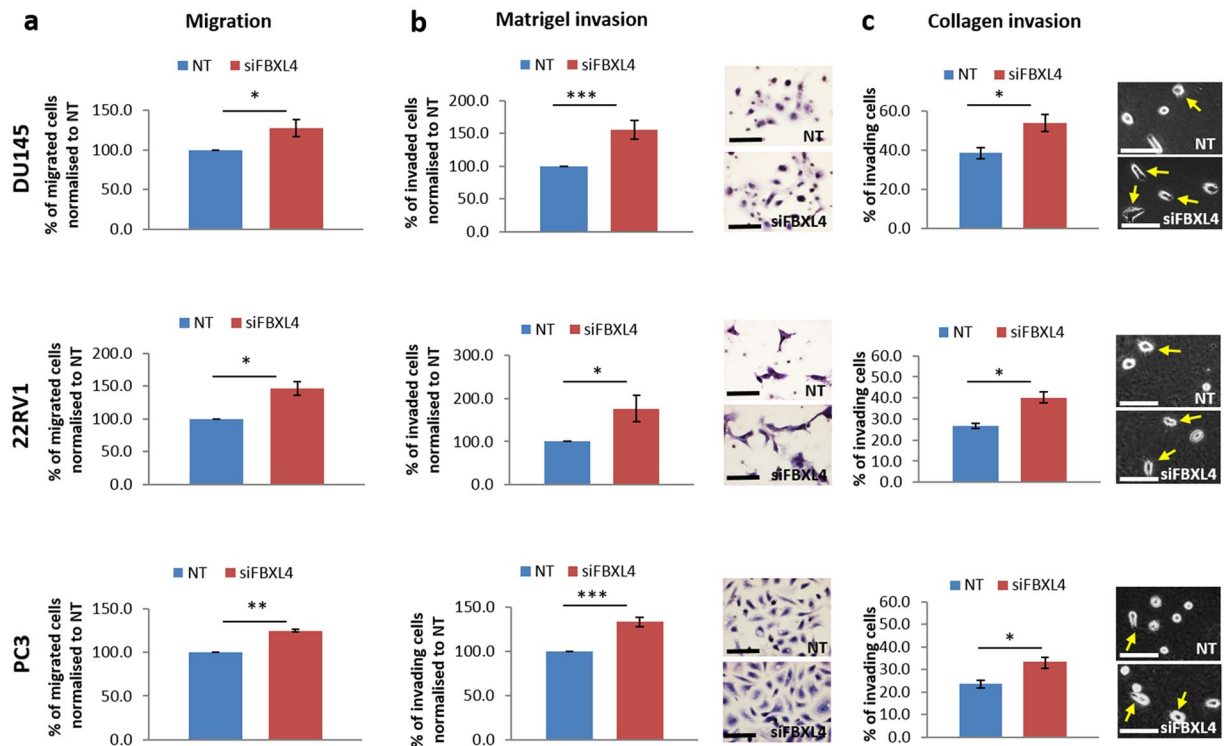 a Migration
b Matrigel invasion
c Collagen invasion
DU145
NT siFBXL4
% of migrated cells
normalised to NT
150.0
100.0
50.0
0.0
*
NT siFBXL4
% of invaded cells
normalised to NT
200.0
150.0
100.0
50.0
0.0
***
NT
siFBXL4
NT siFBXL4
% of invading cells
60.0
40.0
20.0
0.0
*
NT
siFBXL4
22RV1
NT siFBXL4
% of migrated cells
normalised to NT
200.0
150.0
100.0
50.0
0.0
*
NT siFBXL4
% of invaded cells
normalised to NT
300.0
200.0
100.0
0.0
*
NT
siFBXL4
NT siFBXL4
% of invading cells
60.0
50.0
40.0
30.0
20.0
10.0
0.0
*
NT
siFBXL4
PC3
NT siFBXL4
% of migrated cells
normalised to NT
150.0
100.0
50.0
0.0
**
NT siFBXL4
% of invading cells
normalised to NT
150.0
100.0
50.0
0.0
***
NT
siFBXL4
NT siFBXL4
% of invading cells
60.0
50.0
40.0
30.0
20.0
10.0
0.0
*
NT
siFBXL4